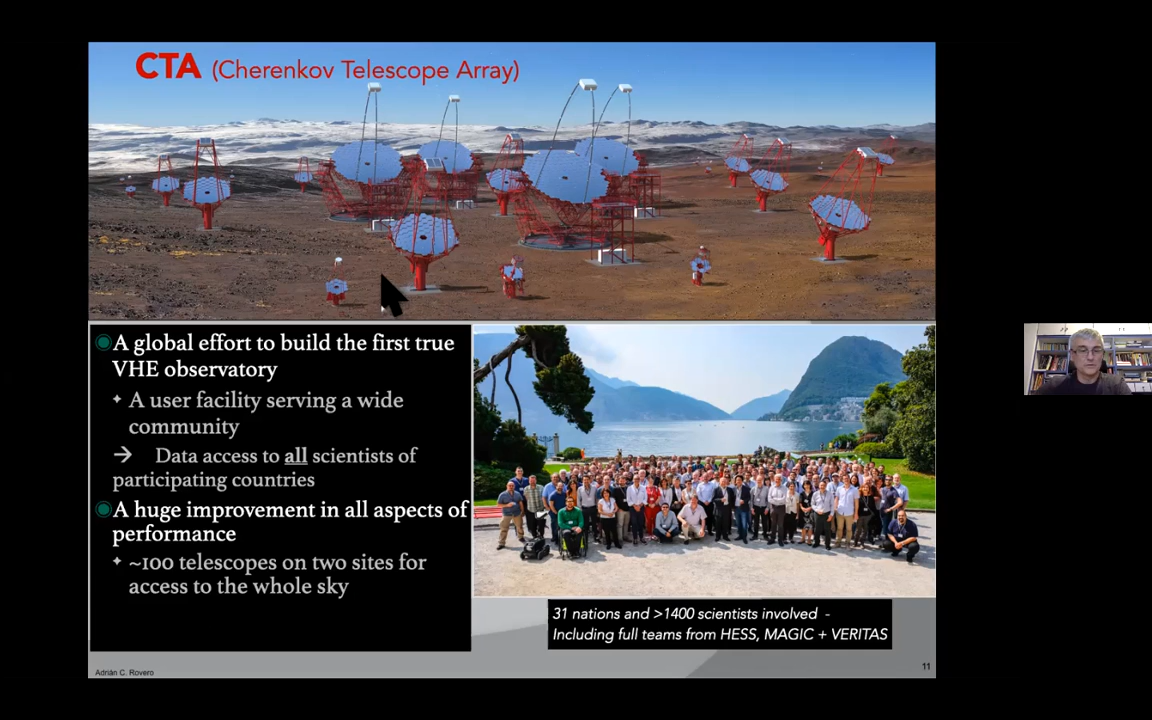 CTA (Cherenkov Telescope Array)
A global effort to build the first true
VHE observatory
A user facility serving a wide
community
→ Data access to all scientists of
participating countries
A huge improvement in all aspects of
performance
~100 telescopes on two sites for
access to the whole sky
31 nations and >1400 scientists involved -
Including full teams from HESS, MAGIC + VERITAS
Adrián C. Rovero
11